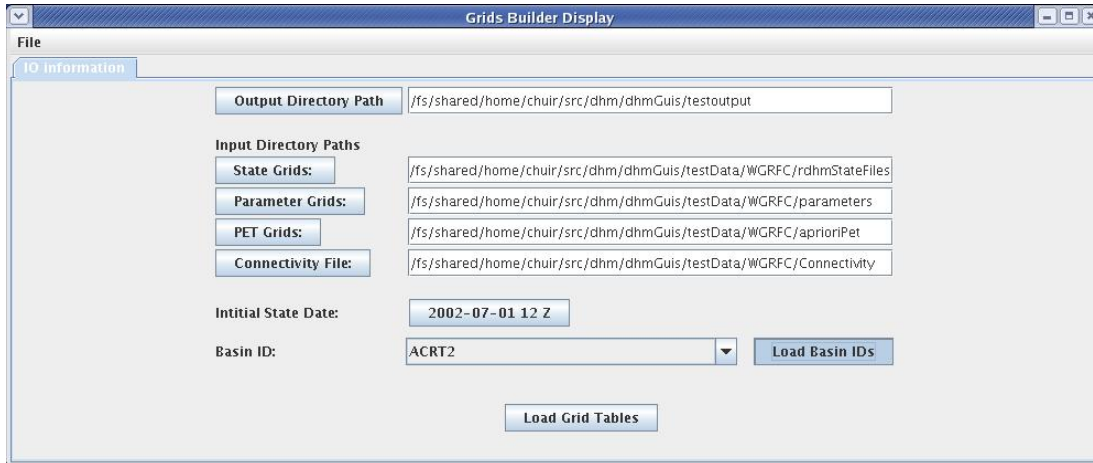 Grids Builder Display
File
IO information
Output Directory Path /fs/shared/home/chuir/src/dhm/dhmGuis/testoutput
Input Directory Paths
State Grids: /fs/shared/home/chuir/src/dhm/dhmGuis/testData/WGRFC/rdhmStateFiles
Parameter Grids: /fs/shared/home/chuir/src/dhm/dhmGuis/testData/WGRFC/parameters
PET Grids: /fs/shared/home/chuir/src/dhm/dhmGuis/testData/WGRFC/aprioriPet
Connectivity File: /fs/shared/home/chuir/src/dhm/dhmGuis/testData/WGRFC/Connectivity
Intitial State Date: 2002-07-01 12 Z
Basin ID: ACRT2 Load Basin IDs
Load Grid Tables